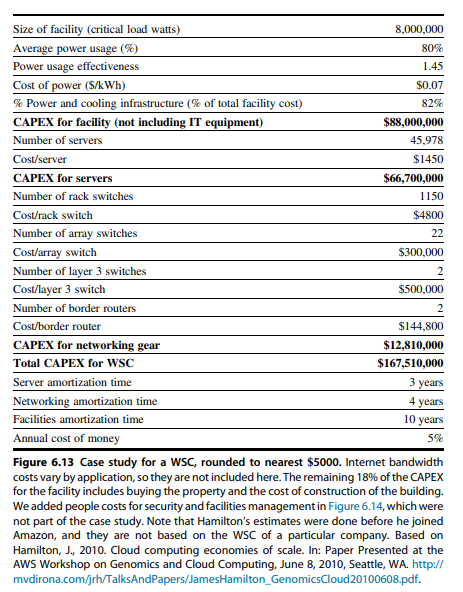 Size of facility (critical load watts) 8,000,000
Average power usage (%) 80%
Power usage effectiveness 1.45
Cost of power ($/kWh) $0.07
% Power and cooling infrastructure (% of total facility cost) 82%
CAPEX for facility (not including IT equipment) $88,000,000
Number of servers 45,978
Cost/server $1450
CAPEX for servers $66,700,000
Number of rack switches 1150
Cost/rack switch $4800
Number of array switches 22
Cost/array switch $300,000
Number of layer 3 switches 2
Cost/layer 3 switch $500,000
Number of border routers 2
Cost/border router $144,800
CAPEX for networking gear $12,810,000
Total CAPEX for WSC $167,510,000
Server amortization time 3 years
Networking amortization time 4 years
Facilities amortization time 10 years
Annual cost of money 5%
Figure 6.13 Case study for a WSC, rounded to nearest $5000. Internet bandwidth
costs vary by application, so they are not included here. The remaining 18% of the CAPEX
for the facility includes buying the property and the cost of construction of the building.
We added people costs for security and facilities management in Figure 6.14, which were
not part of the case study. Note that Hamilton's estimates were done before he joined
Amazon, and they are not based on the WSC of a particular company. Based on
Hamilton, J., 2010. Cloud computing economies of scale. In: Paper Presented at the
AWS Workshop on Genomics and Cloud Computing, June 8, 2010, Seattle, WA. http://
mvdirona.com/jrh/TalksAndPapers/JamesHamilton_GenomicsCloud20100608.pdf.